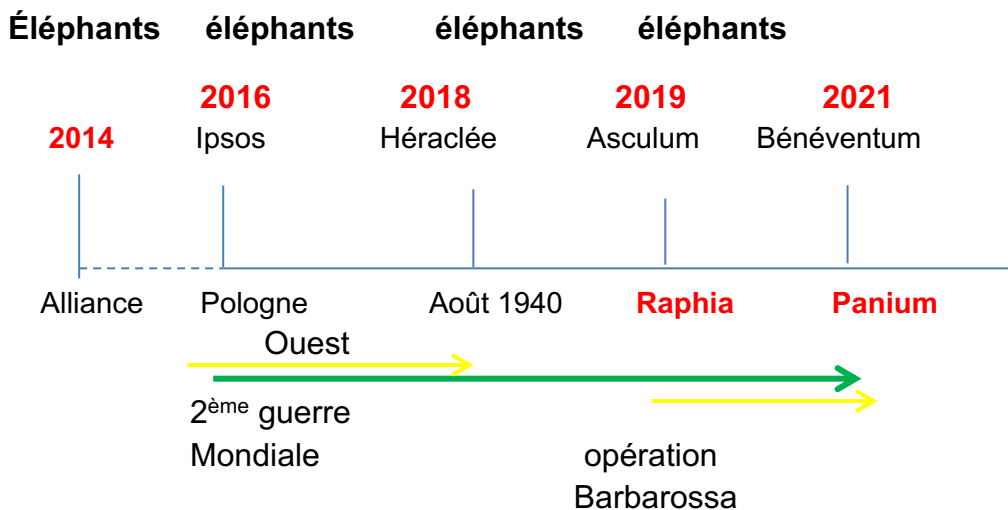 Éléphants éléphants éléphants éléphants
2016 2018 2019 2021
2014 Ipsos Héraclée Asculum Bénéventum
Alliance Pologne Août 1940 Raphia Panium
Ouest
2ème guerre
Mondiale opération
Barbarossa